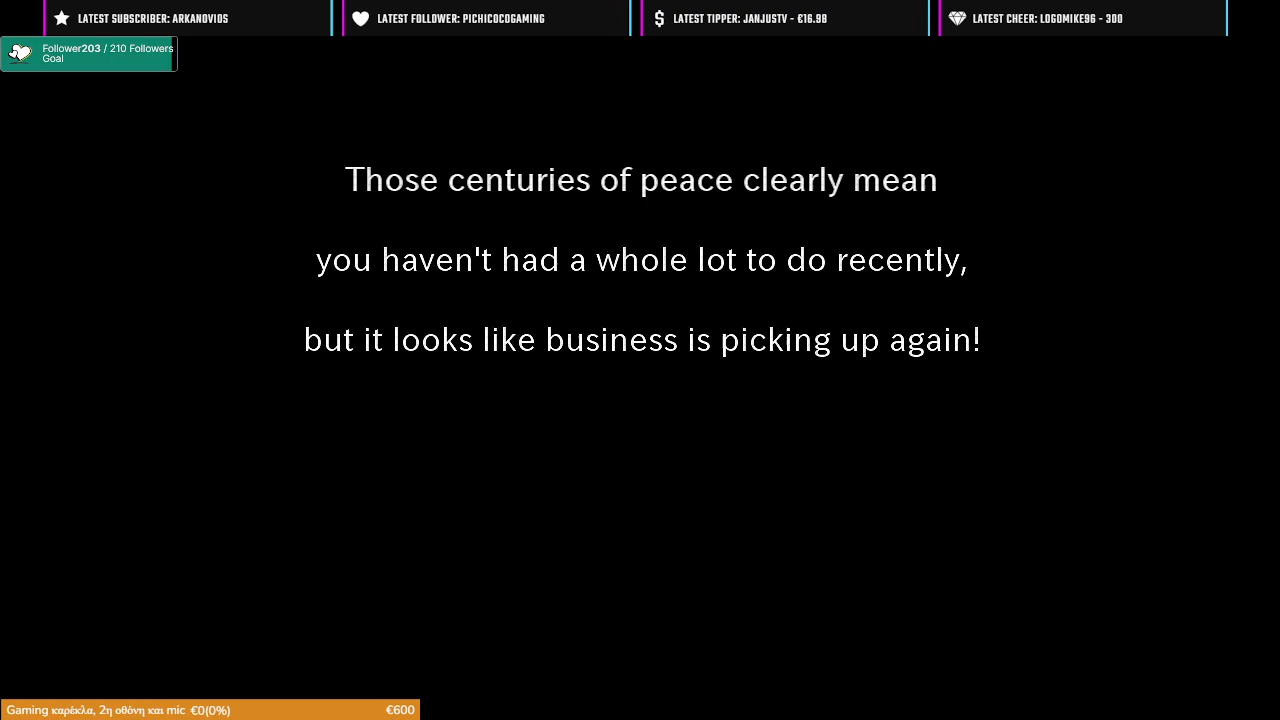 LATEST SUBSCRIBER: ARKANOVIOS
LATEST FOLLOWER: PICHICOCOGAMING
LATEST TIPPER: JANJUSTV - €16.98
LATEST CHEER: LOGOMIKE96 - 300
Follower203 / 210 Followers
Goal
Those centuries of peace clearly mean
you haven't had a whole lot to do recently,
but it looks like business is picking up again!
Gaming καρέκλα, 2η οθόνη και mic €0(0%) €600